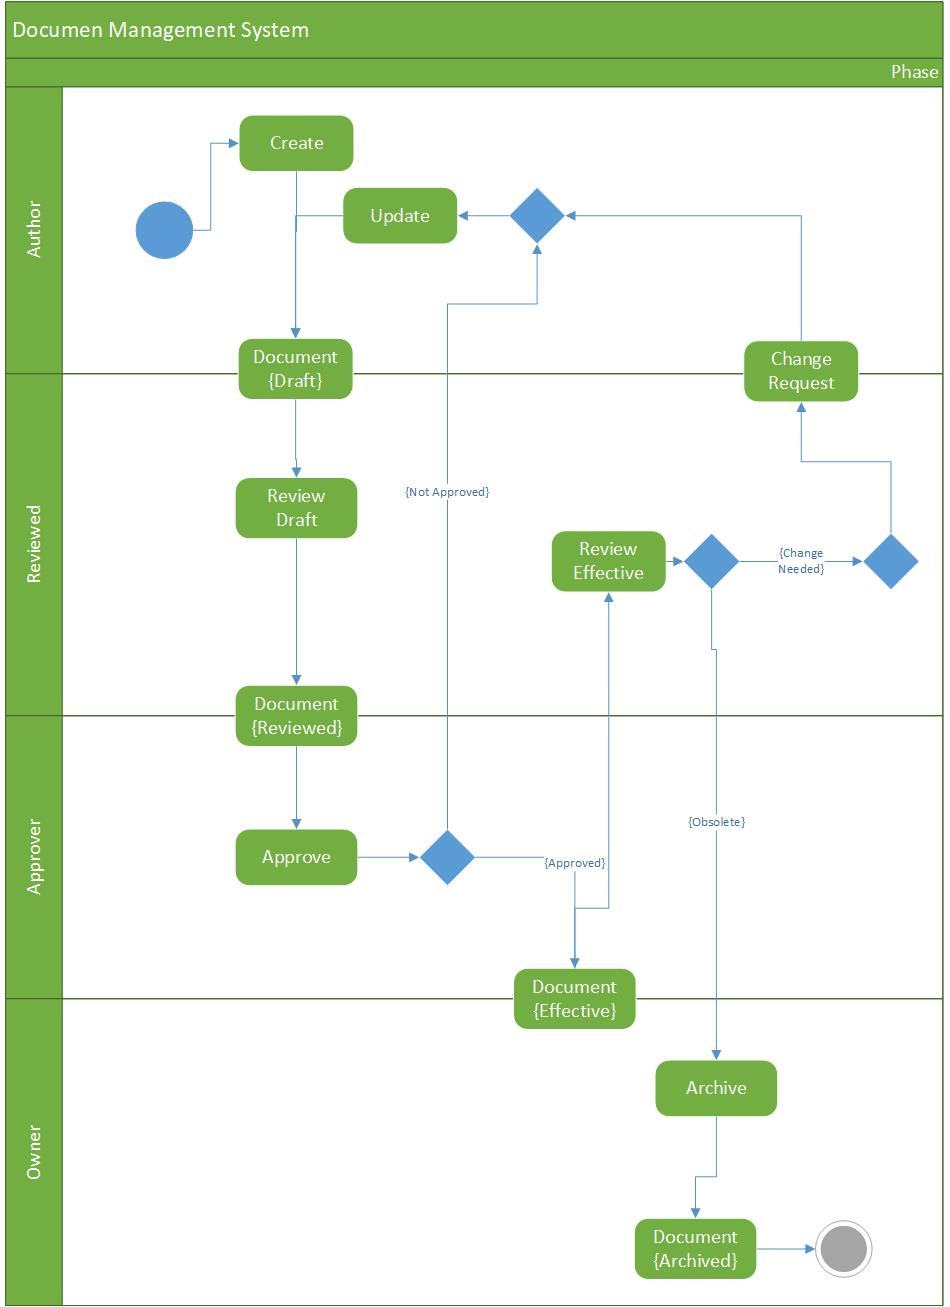 Documen Management System
Phase
Author
Create
Update
Document
{Draft}
Change
Request
Reviewed
Review
Draft
{Not Approved}
Review
Effective
{Change
Needed}
Document
{Reviewed}
Approver
{Obsolete}
Approve
{Approved}
Document
{Effective}
Owner
Archive
Document
{Archived}